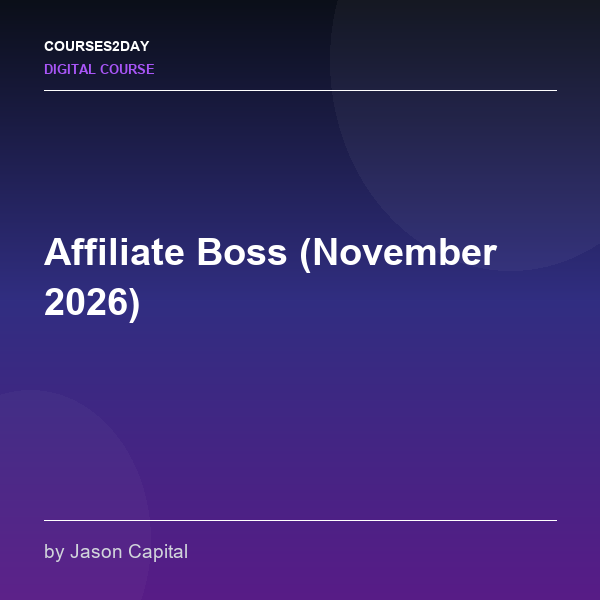 COURSES2DAY
DIGITAL COURSE
Affiliate Boss (November
2026)
by Jason Capital